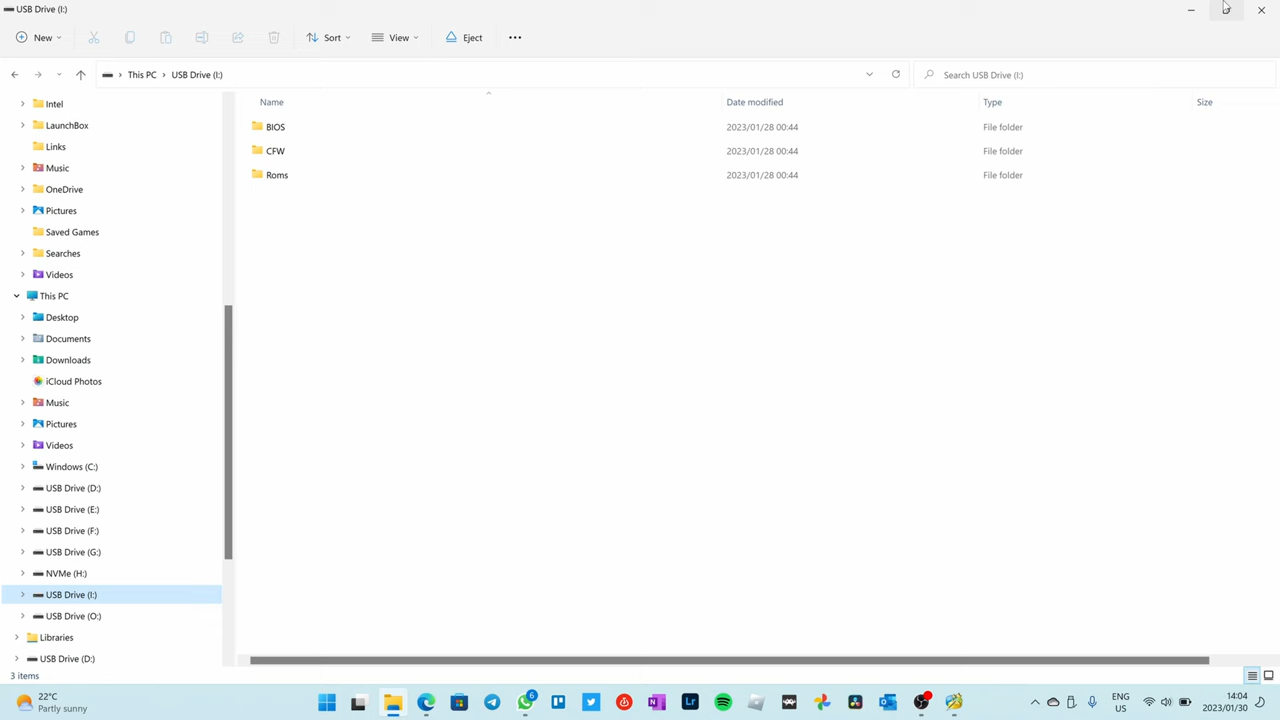 USB Drive (I:)
New
Sort
View
Eject
This PC
USB Drive (I:)
Search USB Drive (I:)
Intel
LaunchBox
Links
Music
OneDrive
Pictures
Saved Games
Searches
Videos
This PC
Desktop
Documents
Downloads
iCloud Photos
Music
Pictures
Videos
Windows (C:)
USB Drive (D:)
USB Drive (E:)
USB Drive (F:)
USB Drive (G:)
NVMe (H:)
USB Drive (I:)
USB Drive (O:)
Libraries
USB Drive (D:)
Name Date modified Type Size
BIOS 2023/01/28 00:44 File folder
CFW 2023/01/28 00:44 File folder
Roms 2023/01/28 00:44 File folder
3 items
22°C
Partly sunny
6
Lr
ENG
US
14:04
2023/01/30